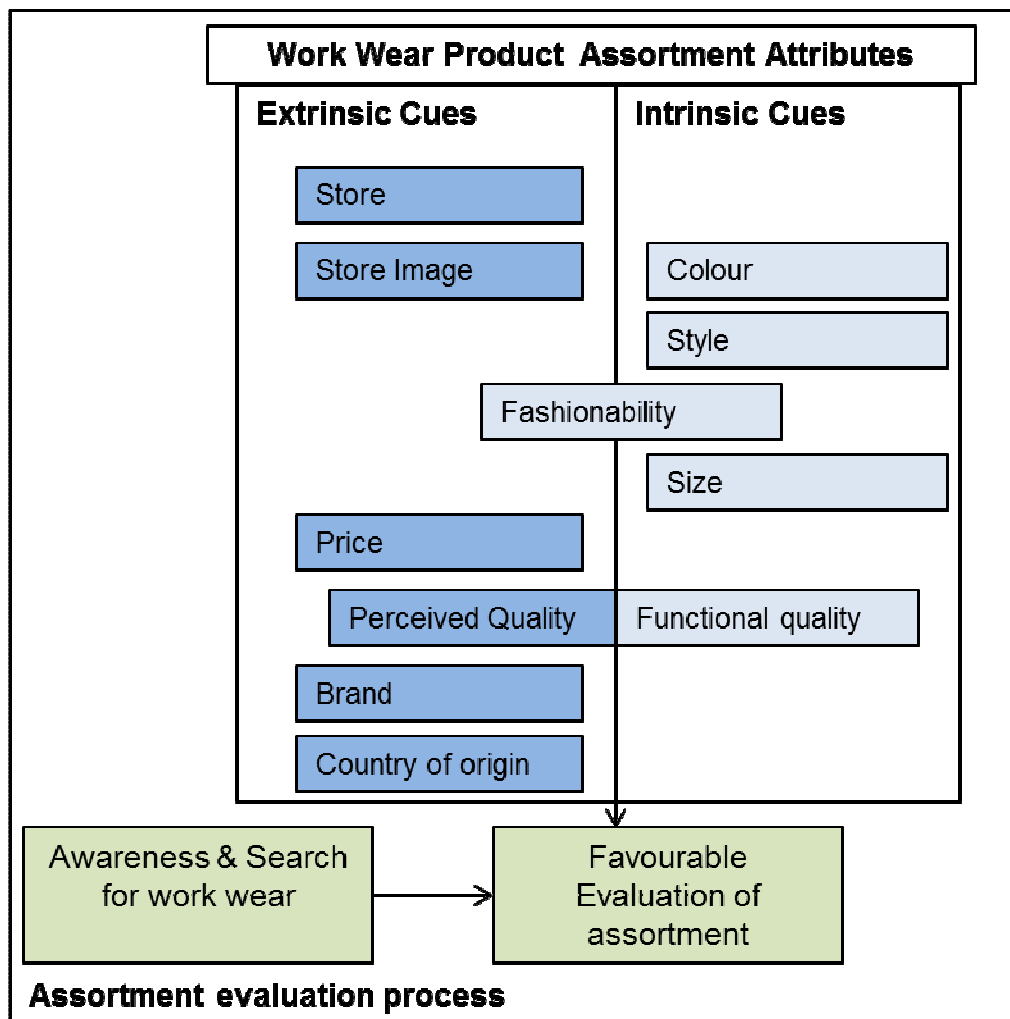 Work Wear Product Assortment Attributes
Extrinsic Cues
Intrinsic Cues
Store
Store Image
Colour
Style
Fashionability
Size
Price
Perceived Quality
Functional quality
Brand
Country of origin
Awareness & Search
for work wear
Favourable
Evaluation of
assortment
Assortment evaluation process